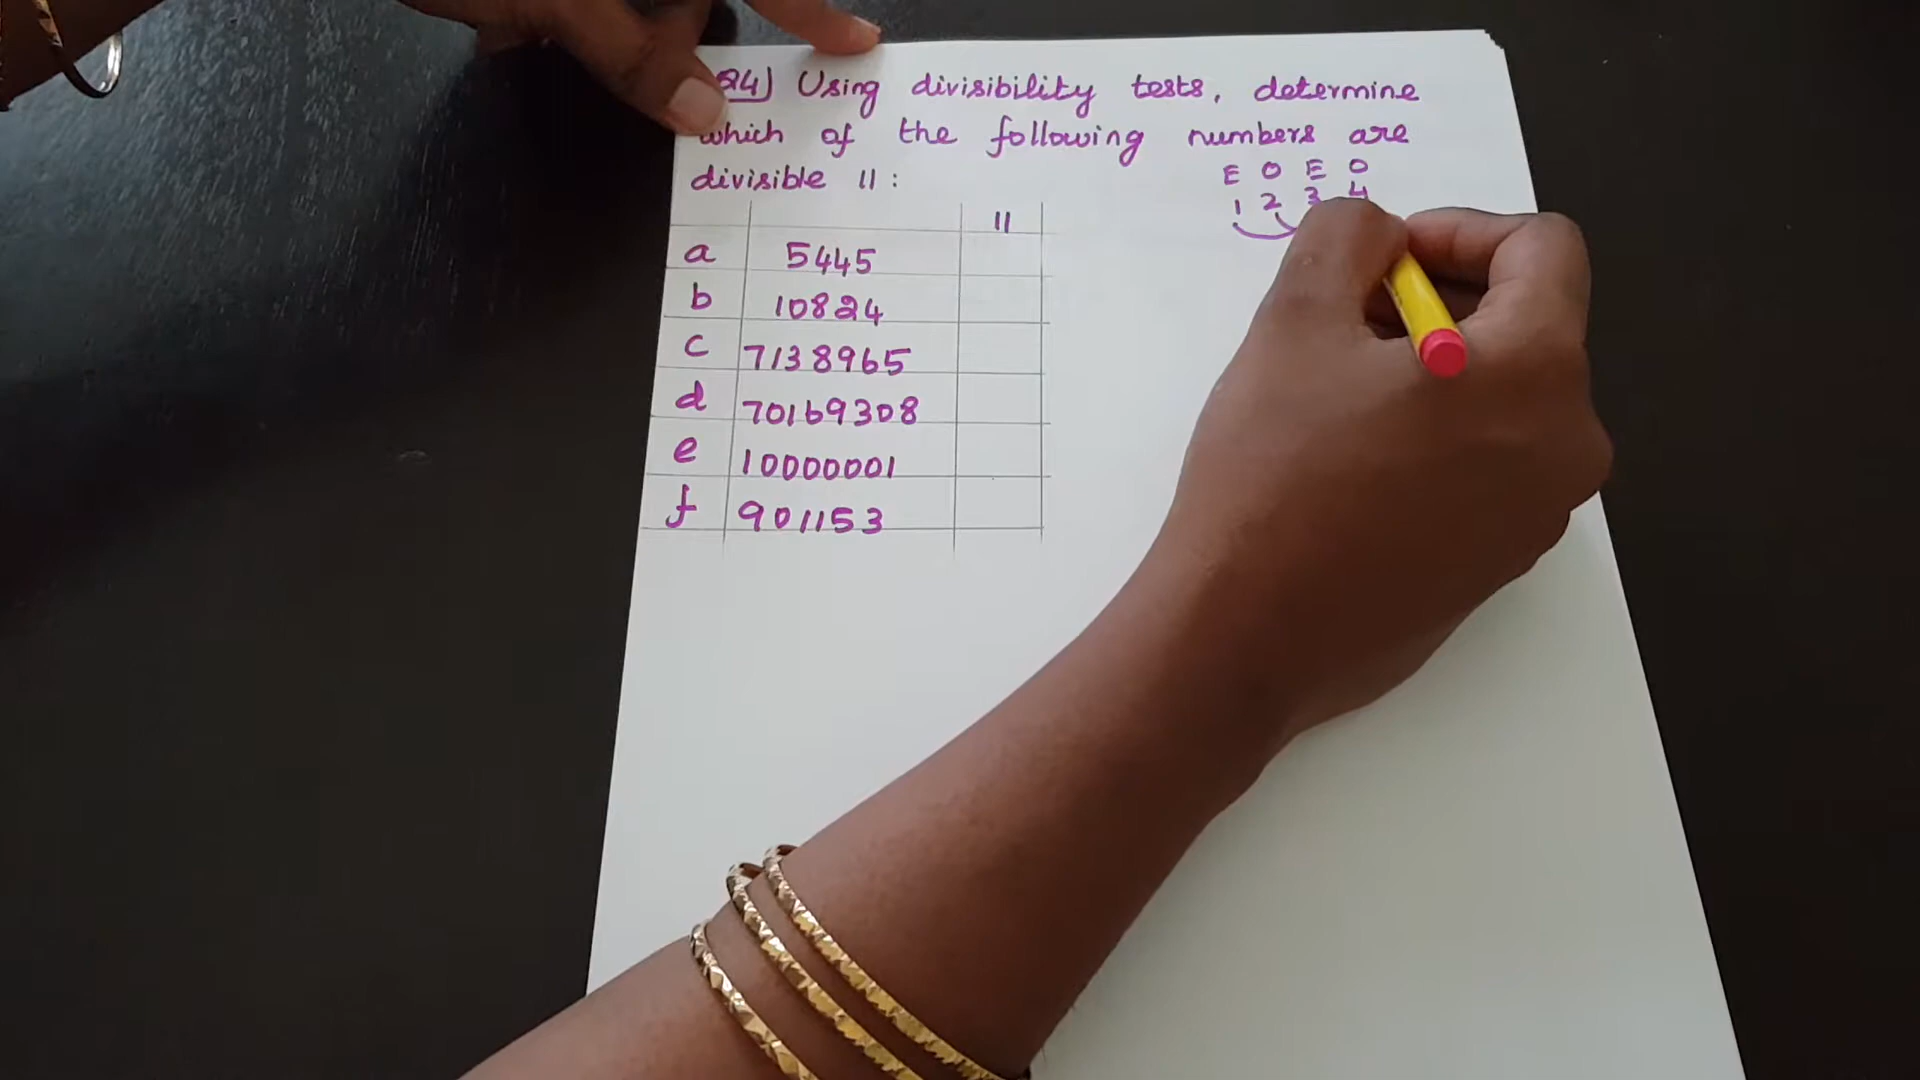 Q4) Using divisibility tests, determine
which of the following numbers are
divisible 11 :
E O E O
1 2 3 4
11
a 5445
b 10824
c 7138965
d 70169308
e 10000001
f 901153